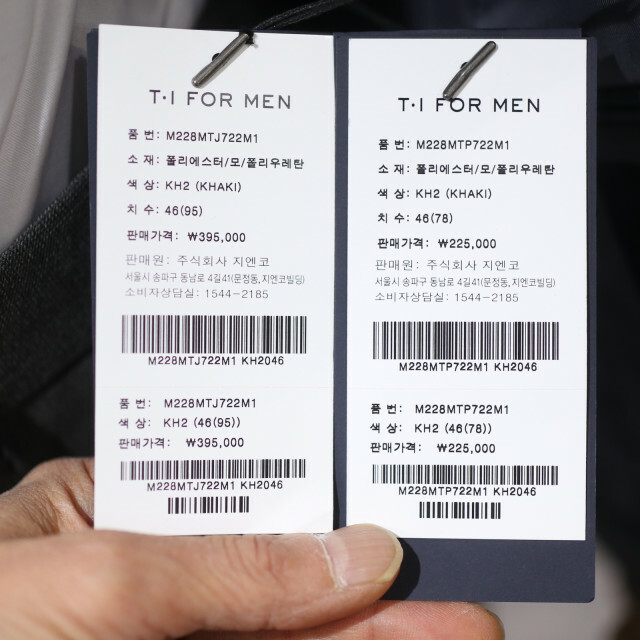 T·I FOR MEN
품 번: M228MTJ722M1
소 재: 폴리에스터/모/폴리우레탄
색 상: KH2 (KHAKI)
치 수: 46(95)
판매가격: ₩395,000
판매원: 주식회사 지엔코
서울시 송파구 동남로 4길41(문정동,지엔코빌딩)
소비자상담실: 1544-2185
M228MTJ722M1 KH2046
품 번: M228MTJ722M1
색 상: KH2 (46(95))
판매가격: ₩395,000
M228MTJ722M1 KH2046
T·I FOR MEN
품 번: M228MTP722M1
소 재: 폴리에스터/모/폴리우레탄
색 상: KH2 (KHAKI)
치 수: 46(78)
판매가격: ₩225,000
판매원: 주식회사 지엔코
서울시 송파구 동남로 4길41(문정동,지엔코빌딩)
소비자상담실: 1544-2185
M228MTP722M1 KH2046
품 번: M228MTP722M1
색 상: KH2 (46(78))
판매가격: ₩225,000
M228MTP722M1 KH2046